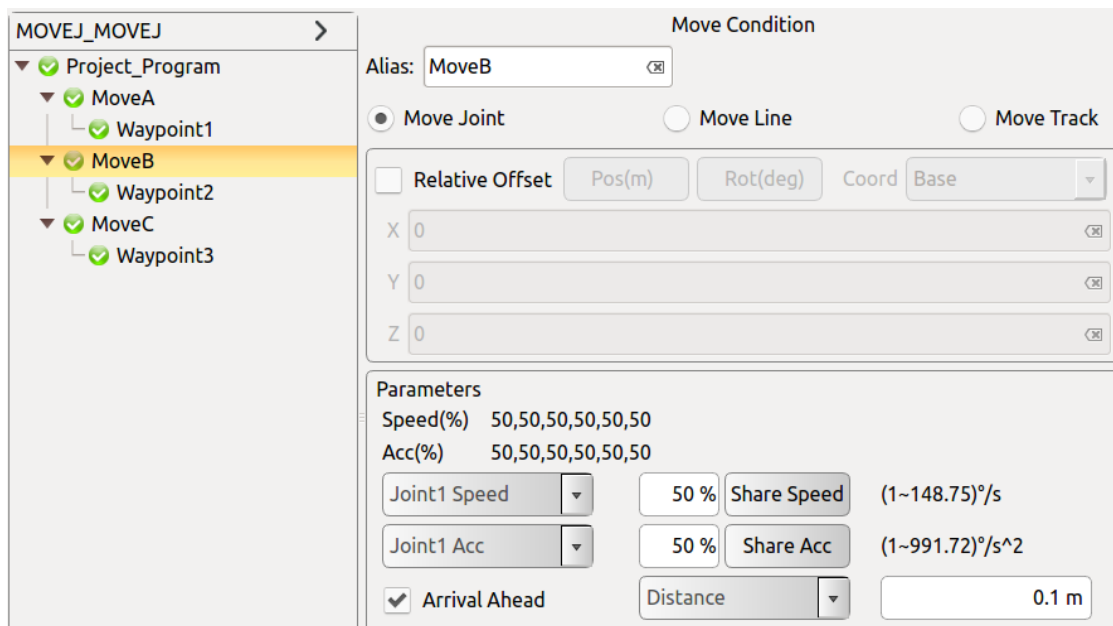 MOVEJ_MOVEJ
Project_Program
MoveA
Waypoint1
MoveB
Waypoint2
MoveC
Waypoint3
Move Condition
Alias: MoveB
Move Joint Move Line Move Track
Relative Offset Pos(m) Rot(deg) Coord Base
X 0
Y 0
Z 0
Parameters
Speed(%) 50,50,50,50,50,50
Acc(%) 50,50,50,50,50,50
Joint1 Speed 50 % Share Speed (1~148.75)°/s
Joint1 Acc 50 % Share Acc (1~991.72)°/s^2
Arrival Ahead Distance 0.1 m